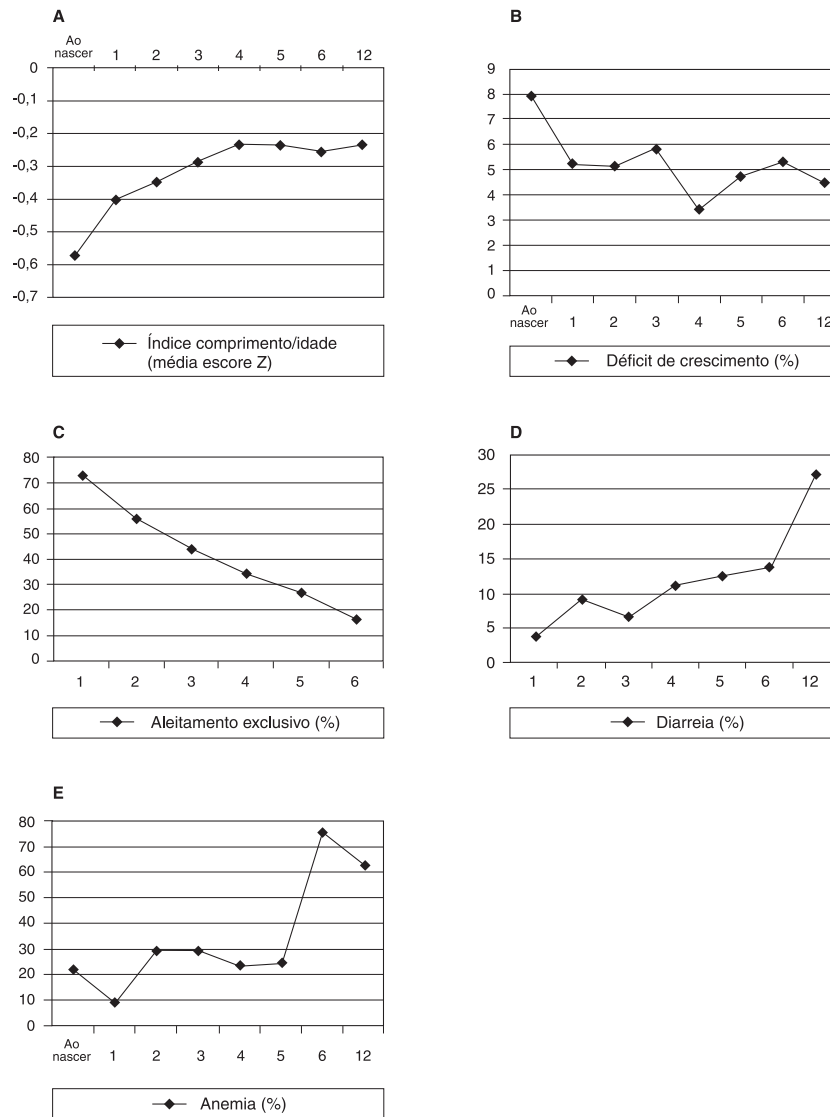 A
Ao
nascer 1 2 3 4 5 6 12
0
-0,1
-0,2
-0,3
-0,4
-0,5
-0,6
-0,7
Índice comprimento/idade
(média escore Z)
B
9
8
7
6
5
4
3
2
1
0
Ao
nascer 1 2 3 4 5 6 12
Déficit de crescimento (%)
C
80
70
60
50
40
30
20
10
0
1 2 3 4 5 6
Aleitamento exclusivo (%)
D
30
25
20
15
10
5
0
1 2 3 4 5 6 12
Diarreia (%)
E
80
70
60
50
40
30
20
10
0
Ao
nascer 1 2 3 4 5 6 12
Anemia (%)